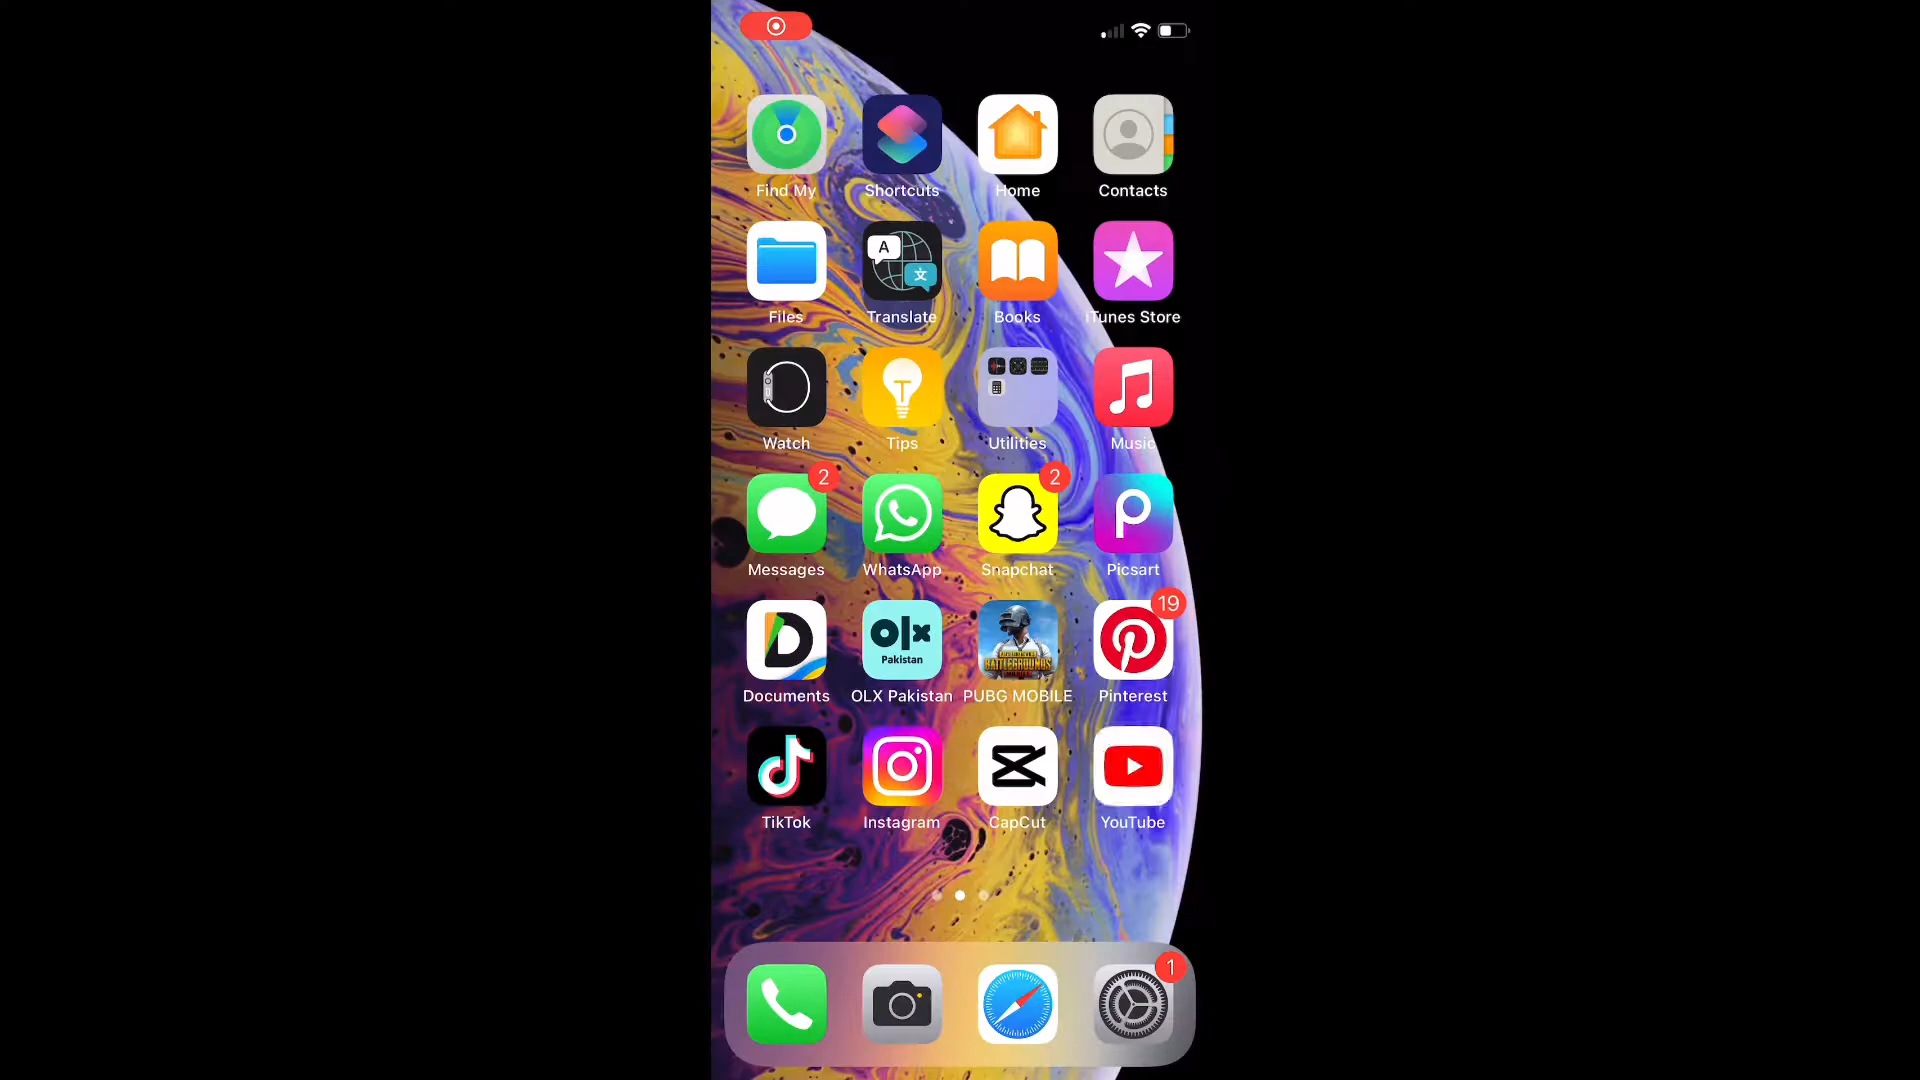 Find My Shortcuts Home Contacts
A 文
Files Translate Books iTunes Store
Watch Tips Utilities Music
2 2
Messages WhatsApp Snapchat Picsart
19
olx
Pakistan
BATTLEGROUNDS
Documents OLX Pakistan PUBG MOBILE Pinterest
TikTok Instagram CapCut YouTube
1